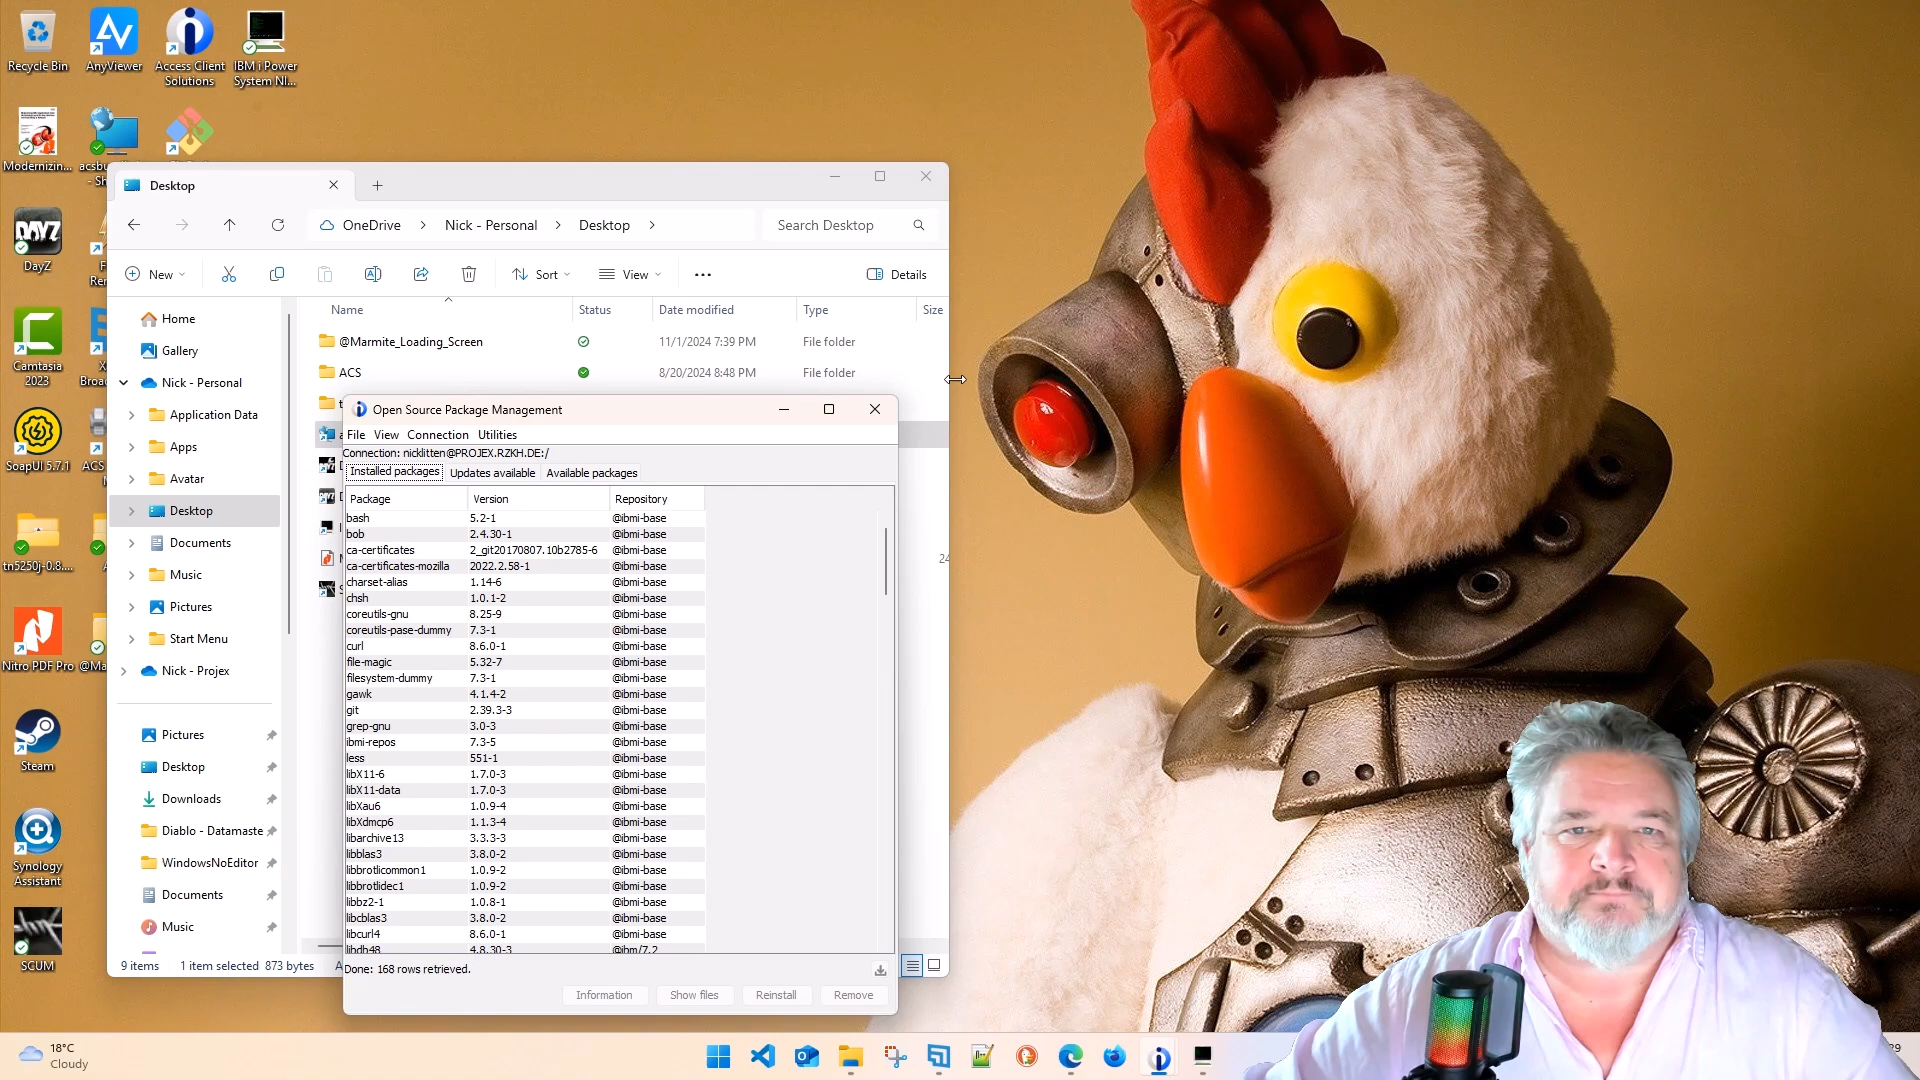 Recycle Bin
AnyViewer
Access Client
Solutions
IBM i Power
System NI...
Modernizin...
DayZ
Camtasia
2023
SoapUI 5.7.1
ACS
tn5250j-0.8....
Nitro PDF Pro
@Ma
Steam
Synology
Assistant
SCUM
Desktop
OneDrive
Nick - Personal
Desktop
Search Desktop
New
Sort
View
Details
Name
Status
Date modified
Type
Size
@Marmite_Loading_Screen
11/1/2024 7:39 PM
File folder
ACS
8/20/2024 8:48 PM
File folder
Home
Gallery
Nick - Personal
Application Data
Apps
Avatar
Desktop
Documents
Music
Pictures
Start Menu
Nick - Projex
Pictures
Desktop
Downloads
Diablo - Datamaste
WindowsNoEditor
Documents
Music
9 items
1 item selected 873 bytes
Open Source Package Management
File View Connection Utilities
Connection: nicklitten@PROJEX.RZKH.DE:/
Installed packages Updates available Available packages
Package Version Repository
bash 5.2-1 @ibmi-base
bob 2.4.30-1 @ibmi-base
ca-certificates 2_git20170807.10b2785-6 @ibmi-base
ca-certificates-mozilla 2022.2.58-1 @ibmi-base
charset-alias 1.14-6 @ibmi-base
chsh 1.0.1-2 @ibmi-base
coreutils-gnu 8.25-9 @ibmi-base
coreutils-pase-dummy 7.3-1 @ibmi-base
curl 8.6.0-1 @ibmi-base
file-magic 5.32-7 @ibmi-base
filesystem-dummy 7.3-1 @ibmi-base
gawk 4.1.4-2 @ibmi-base
git 2.39.3-3 @ibmi-base
grep-gnu 3.0-3 @ibmi-base
ibmi-repos 7.3-5 @ibmi-base
less 551-1 @ibmi-base
libX11-6 1.7.0-3 @ibmi-base
libX11-data 1.7.0-3 @ibmi-base
libXau6 1.0.9-4 @ibmi-base
libXdmcp6 1.1.3-4 @ibmi-base
libarchive13 3.3.3-3 @ibmi-base
libblas3 3.8.0-2 @ibmi-base
libbrotlicommon1 1.0.9-2 @ibmi-base
libbrotlidec1 1.0.9-2 @ibmi-base
libbz2-1 1.0.8-1 @ibmi-base
libcblas3 3.8.0-2 @ibmi-base
libcurl4 8.6.0-1 @ibmi-base
libdb48 4.8.30-3 @ibm/7.2
Done: 168 rows retrieved.
Information Show files Reinstall Remove
18°C
Cloudy